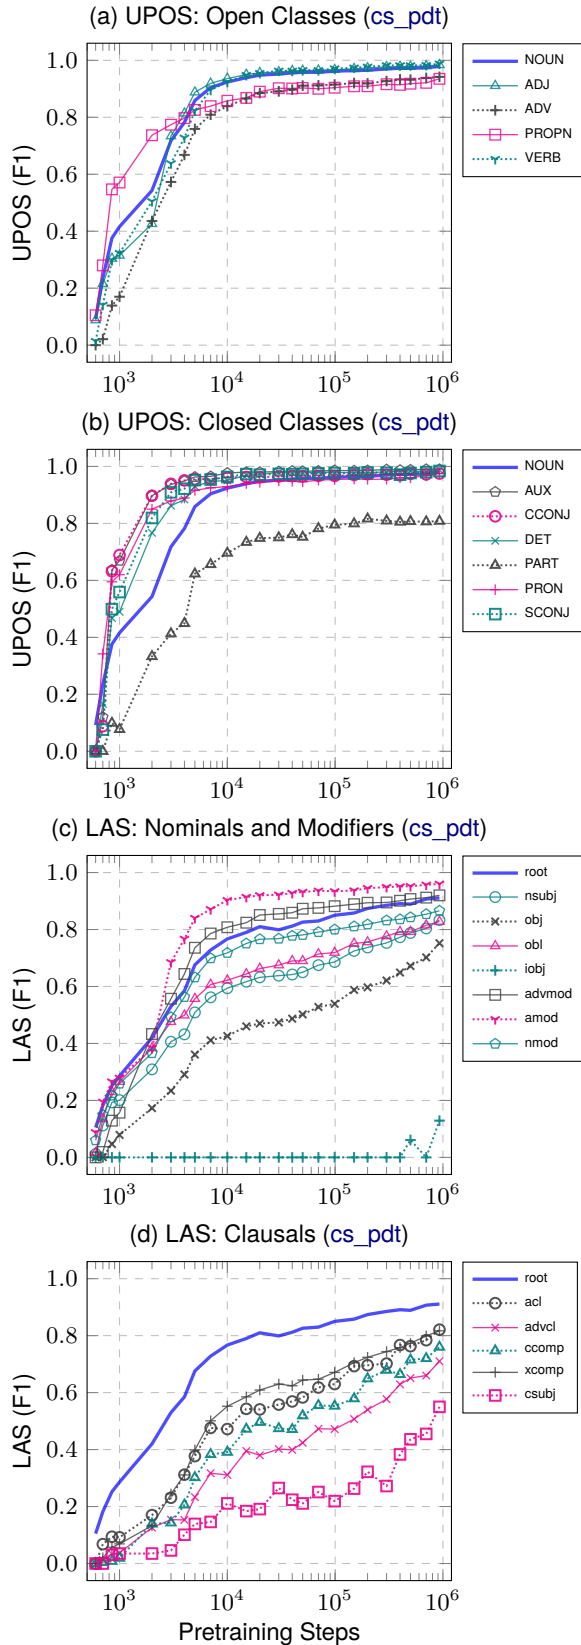 (a) UPOS: Open Classes (cs_pdt)
UPOS (F1)
1.0
0.8
0.6
0.4
0.2
0.0
10^3 10^4 10^5 10^6
NOUN
ADJ
ADV
PROPN
VERB
(b) UPOS: Closed Classes (cs_pdt)
UPOS (F1)
1.0
0.8
0.6
0.4
0.2
0.0
10^3 10^4 10^5 10^6
NOUN
AUX
CCONJ
DET
PART
PRON
SCONJ
(c) LAS: Nominals and Modifiers (cs_pdt)
LAS (F1)
1.0
0.8
0.6
0.4
0.2
0.0
10^3 10^4 10^5 10^6
root
nsubj
obj
obl
iobj
advmod
amod
nmod
(d) LAS: Clausals (cs_pdt)
LAS (F1)
1.0
0.8
0.6
0.4
0.2
0.0
10^3 10^4 10^5 10^6
Pretraining Steps
root
acl
advcl
ccomp
xcomp
csubj